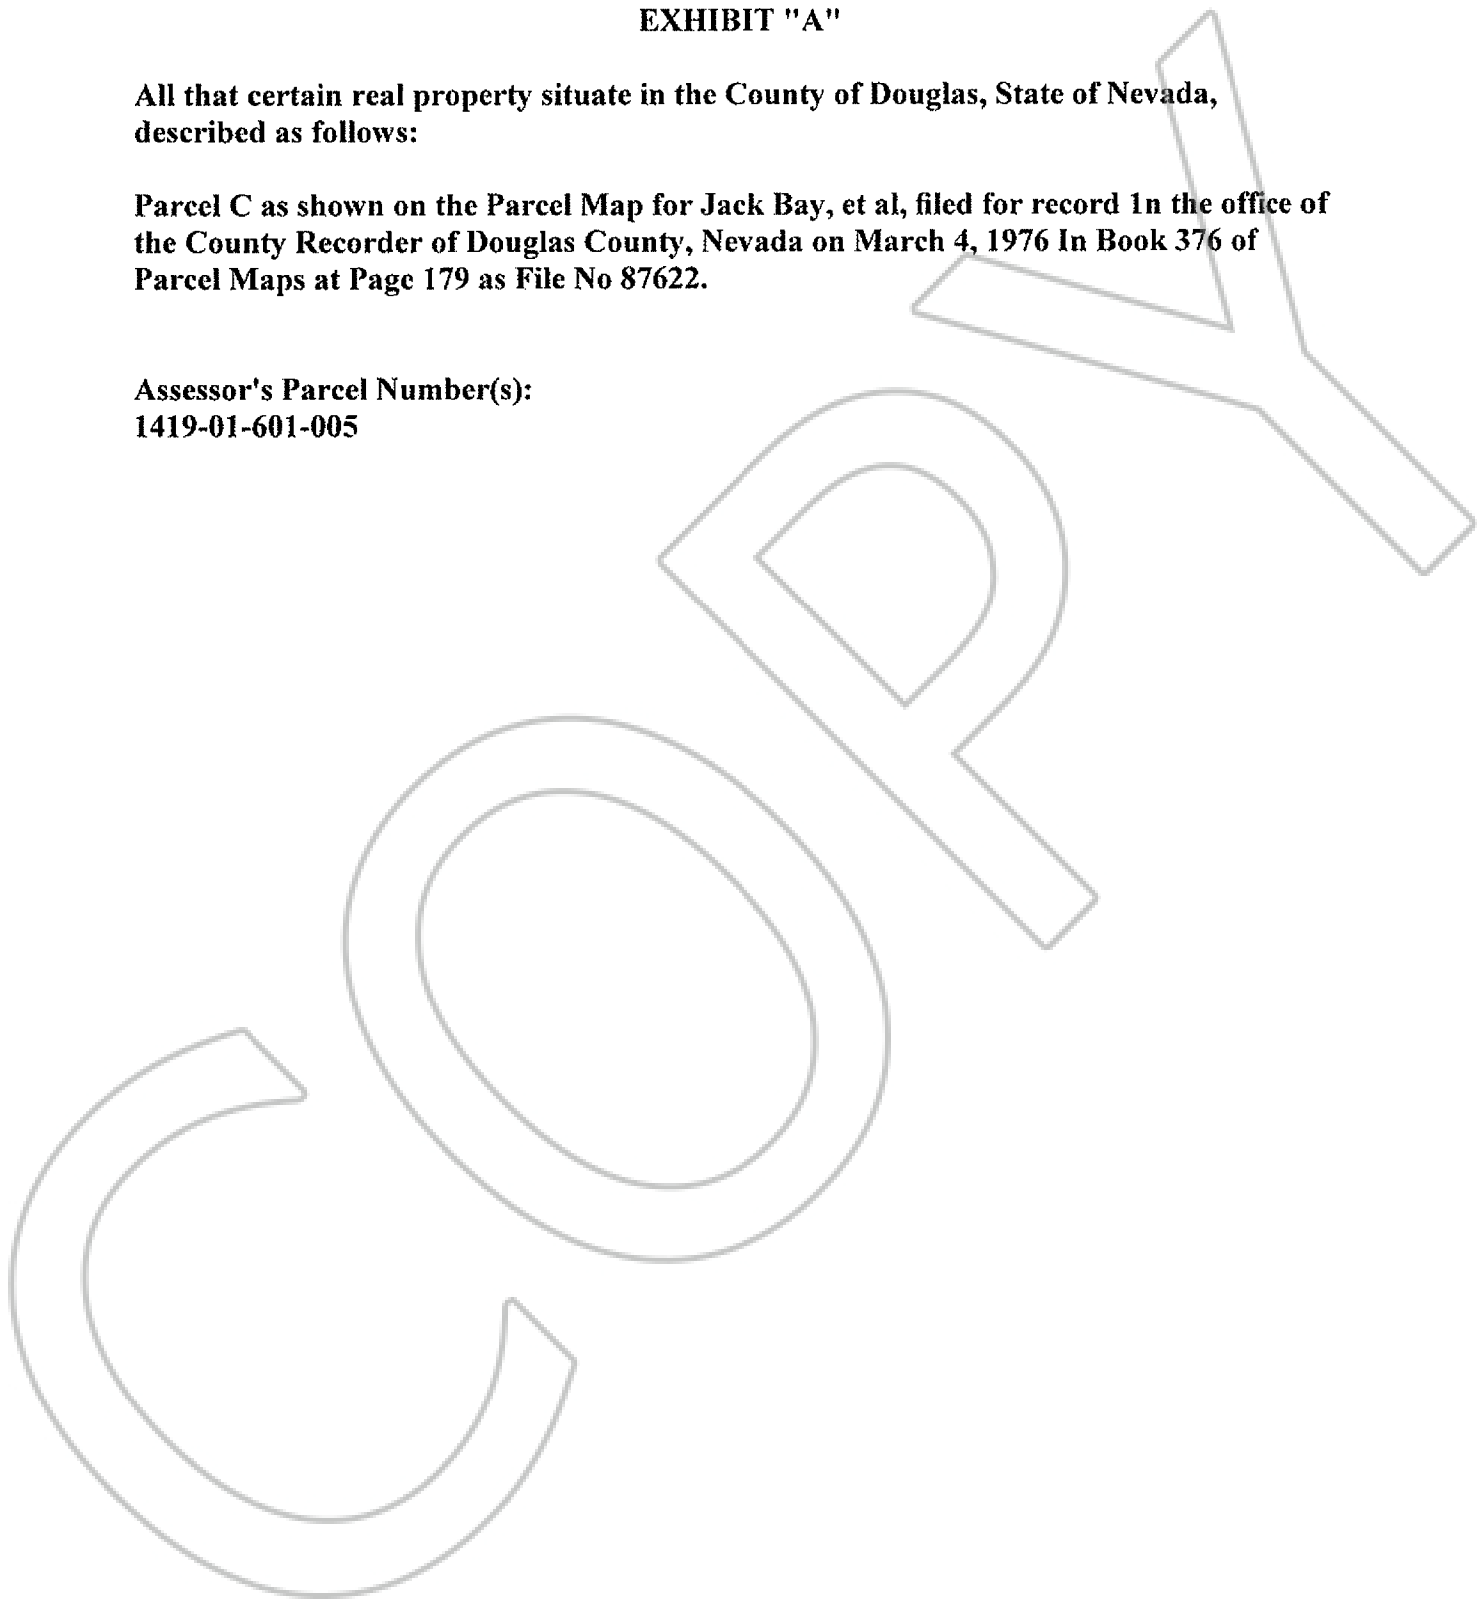 EXHIBIT "A"
All that certain real property situate in the County of Douglas, State of Nevada,
described as follows:
Parcel C as shown on the Parcel Map for Jack Bay, et al, filed for record 1n the office of
the County Recorder of Douglas County, Nevada on March 4, 1976 In Book 376 of
Parcel Maps at Page 179 as File No 87622.
Assessor's Parcel Number(s):
1419-01-601-005
COPY